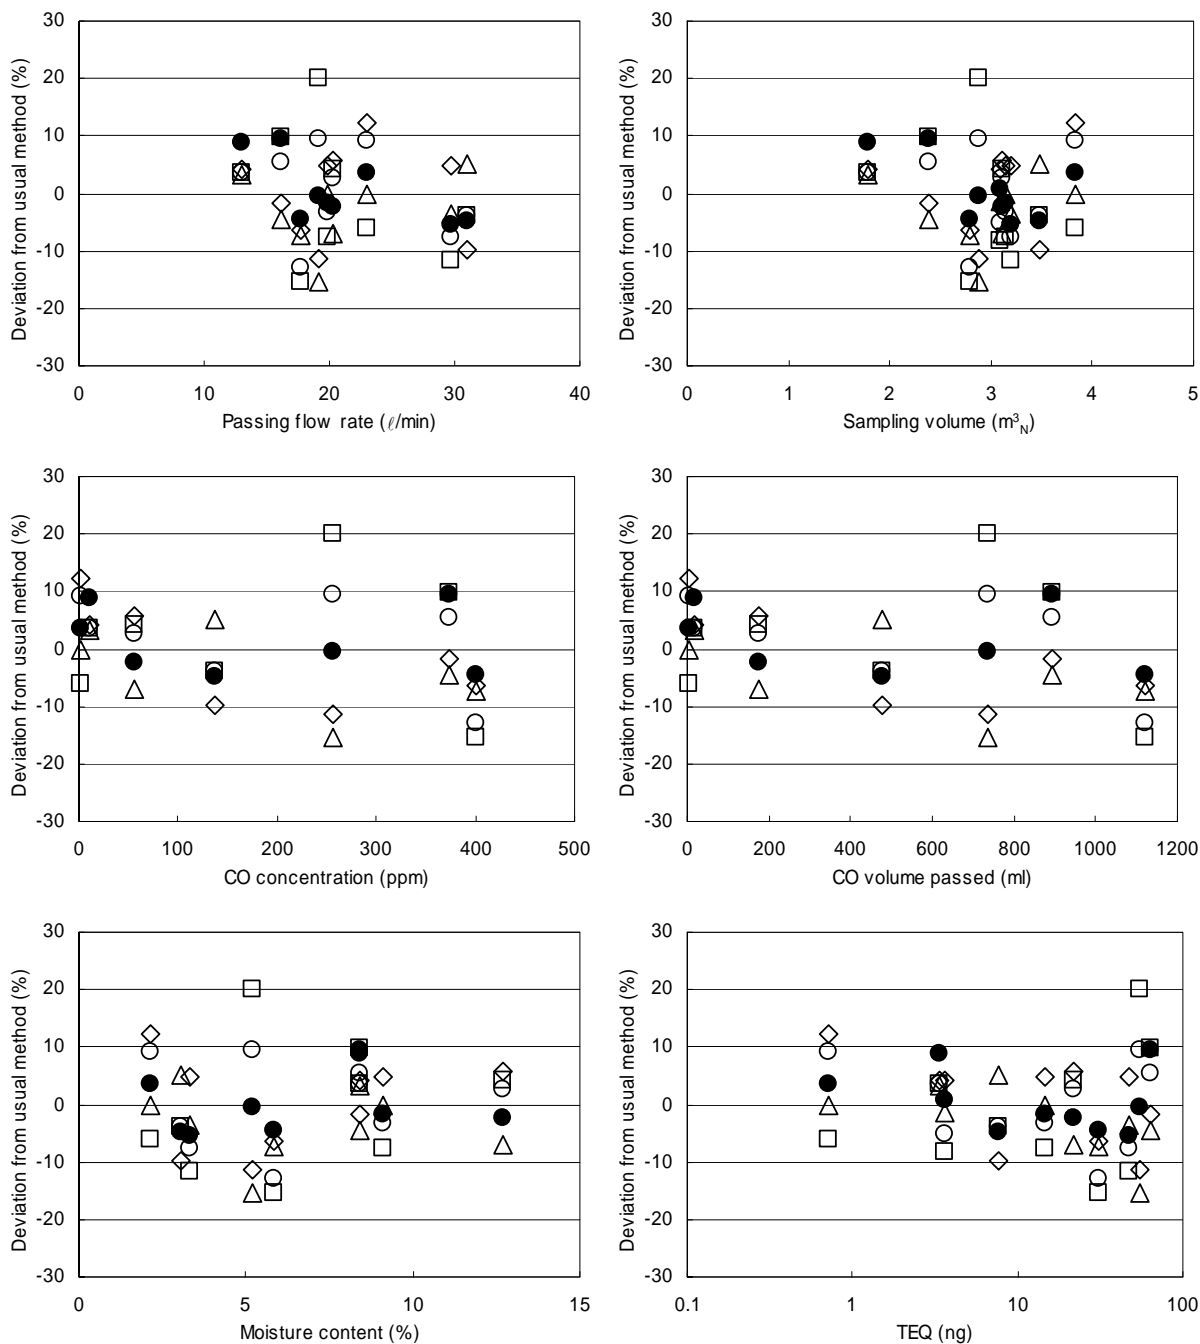 Deviation from usual method (%)
30
20
10
0
-10
-20
-30
0 10 20 30 40
Passing flow rate (ℓ/min)
Deviation from usual method (%)
30
20
10
0
-10
-20
-30
0 1 2 3 4 5
Sampling volume (m³N)
Deviation from usual method (%)
30
20
10
0
-10
-20
-30
0 100 200 300 400 500
CO concentration (ppm)
Deviation from usual method (%)
30
20
10
0
-10
-20
-30
0 200 400 600 800 1000 1200
CO volume passed (ml)
Deviation from usual method (%)
30
20
10
0
-10
-20
-30
0 5 10 15
Moisture content (%)
Deviation from usual method (%)
30
20
10
0
-10
-20
-30
0.1 1 10 100
TEQ (ng)